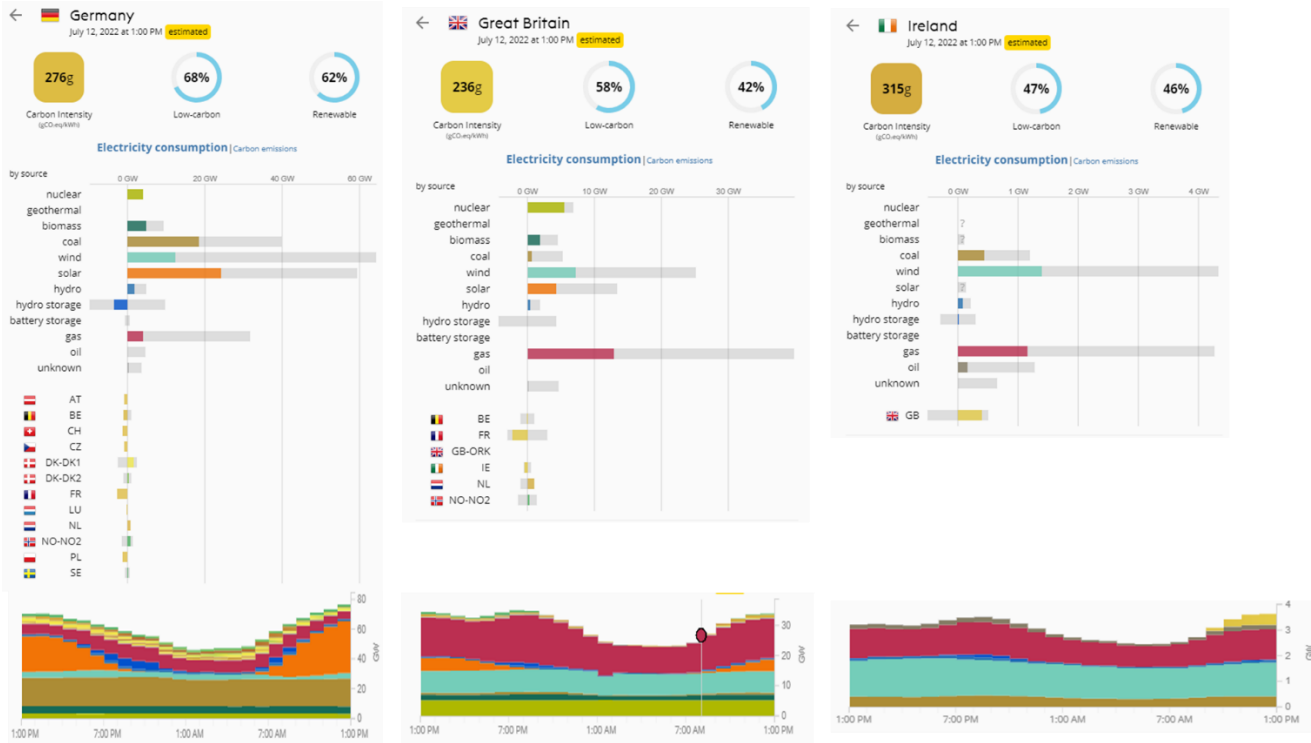 Germany
July 12, 2022 at 1:00 PM estimated
276g 68% 62%
Carbon Intensity Low-carbon Renewable
(gCO₂eq/kWh)
Electricity consumption | Carbon emissions
by source
0 GW 20 GW 40 GW 60 GW
nuclear
geothermal
biomass
coal
wind
solar
hydro
hydro storage
battery storage
gas
oil
unknown
AT
BE
CH
CZ
DK-DK1
DK-DK2
FR
LU
NL
NO-NO2
PL
SE
80
60
40
20
0
GW
1:00 PM 7:00 PM 1:00 AM 7:00 AM 1:00 PM
Great Britain
July 12, 2022 at 1:00 PM estimated
236g 58% 42%
Carbon Intensity Low-carbon Renewable
(gCO₂eq/kWh)
Electricity consumption | Carbon emissions
by source
0 GW 10 GW 20 GW 30 GW
nuclear
geothermal
biomass
coal
wind
solar
hydro
hydro storage
battery storage
gas
oil
unknown
BE
FR
GB-ORK
IE
NL
NO-NO2
30
20
10
0
GW
1:00 PM 7:00 PM 1:00 AM 7:00 AM 1:00 PM
Ireland
July 12, 2022 at 1:00 PM estimated
315g 47% 46%
Carbon Intensity Low-carbon Renewable
(gCO₂eq/kWh)
Electricity consumption | Carbon emissions
by source
0 GW 1 GW 2 GW 3 GW 4 GW
nuclear
geothermal ?
biomass ?
coal
wind
solar ?
hydro
hydro storage
battery storage
gas
oil
unknown
GB
4
3
2
1
0
GW
1:00 PM 7:00 PM 1:00 AM 7:00 AM 1:00 PM